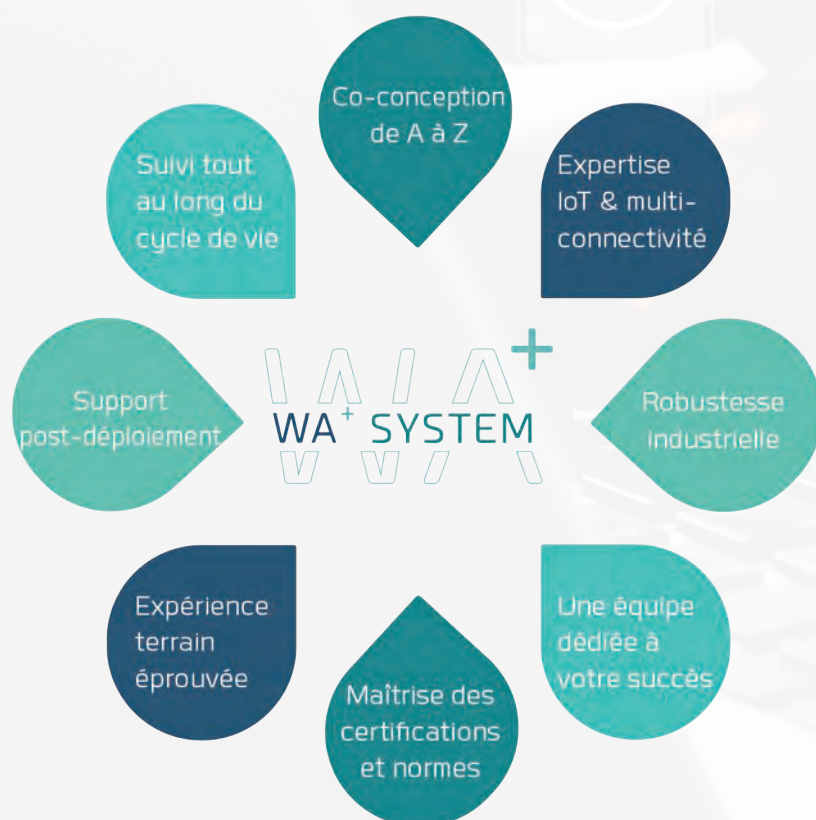 Co-conception
de A à Z
Expertise
IoT & multi-
connectivité
Robustesse
industrielle
Une équipe
dédiée à
votre succès
Maîtrise des
certifications
et normes
Expérience
terrain
éprouvée
Support
post-déploiement
Suivi tout
au long du
cycle de vie
WA+
WA+ SYSTEM